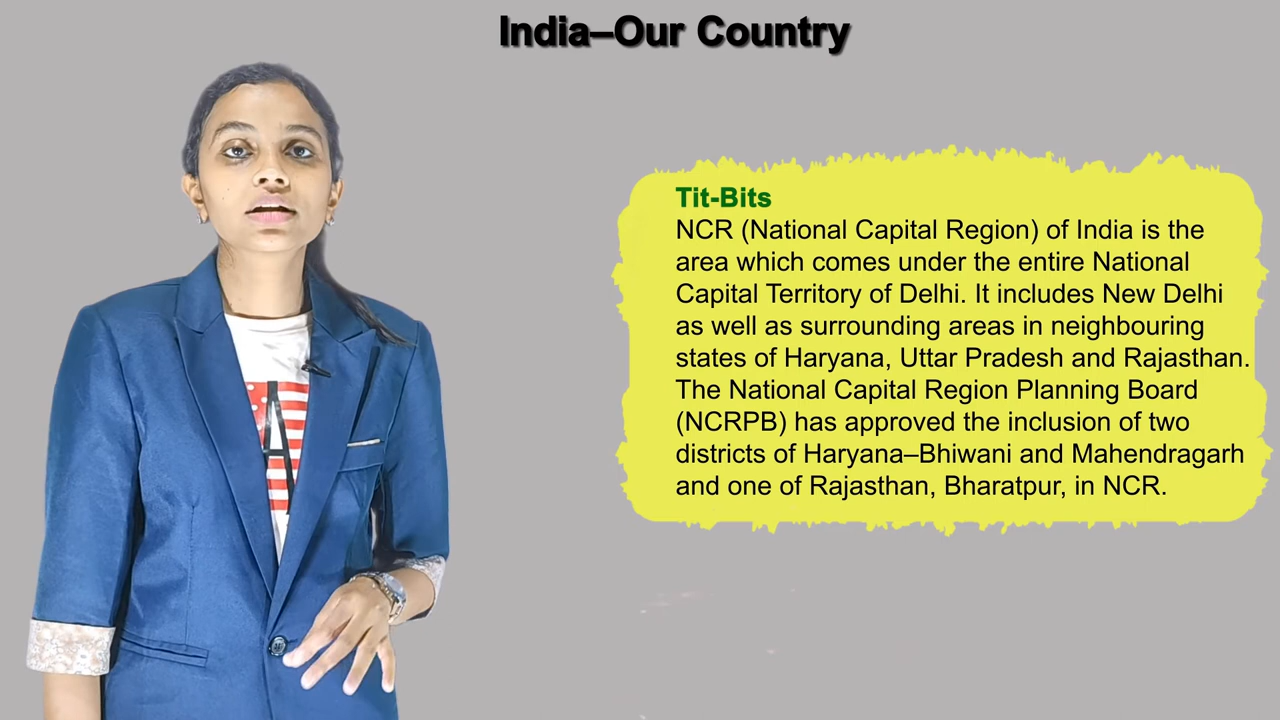 India–Our Country
Tit-Bits
NCR (National Capital Region) of India is the
area which comes under the entire National
Capital Territory of Delhi. It includes New Delhi
as well as surrounding areas in neighbouring
states of Haryana, Uttar Pradesh and Rajasthan.
The National Capital Region Planning Board
(NCRPB) has approved the inclusion of two
districts of Haryana–Bhiwani and Mahendragarh
and one of Rajasthan, Bharatpur, in NCR.